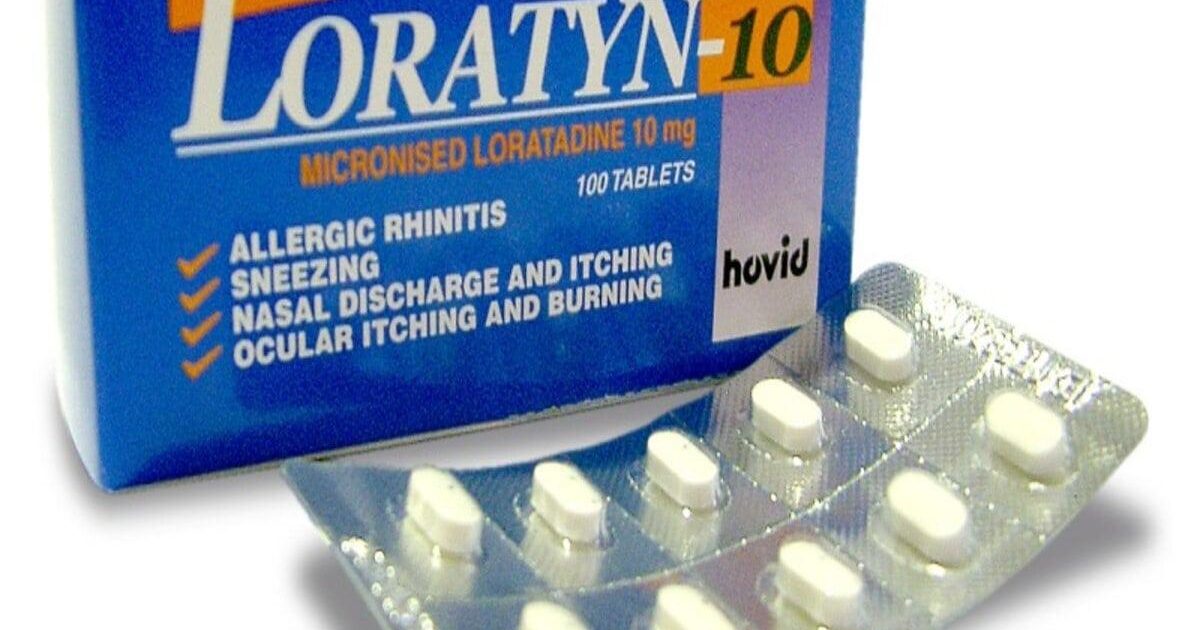 LORATYN-10
MICRONISED LORATADINE 10 mg
100 TABLETS
ALLERGIC RHINITIS
SNEEZING
NASAL DISCHARGE AND ITCHING
OCULAR ITCHING AND BURNING
hovid